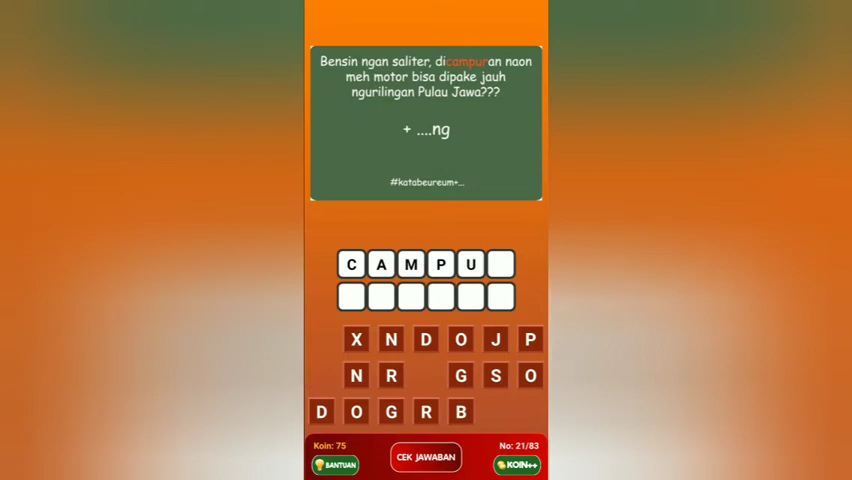 Bensin ngan saliter, dicampuran naon
meh motor bisa dipake jauh
ngurilingan Pulau Jawa???
+ ....ng
#katabeureum+...
C A M P U
X N D O J P
N R G S O
D O G R B
Koin: 75
No: 21/83
BANTUAN
CEK JAWABAN
KOIN++